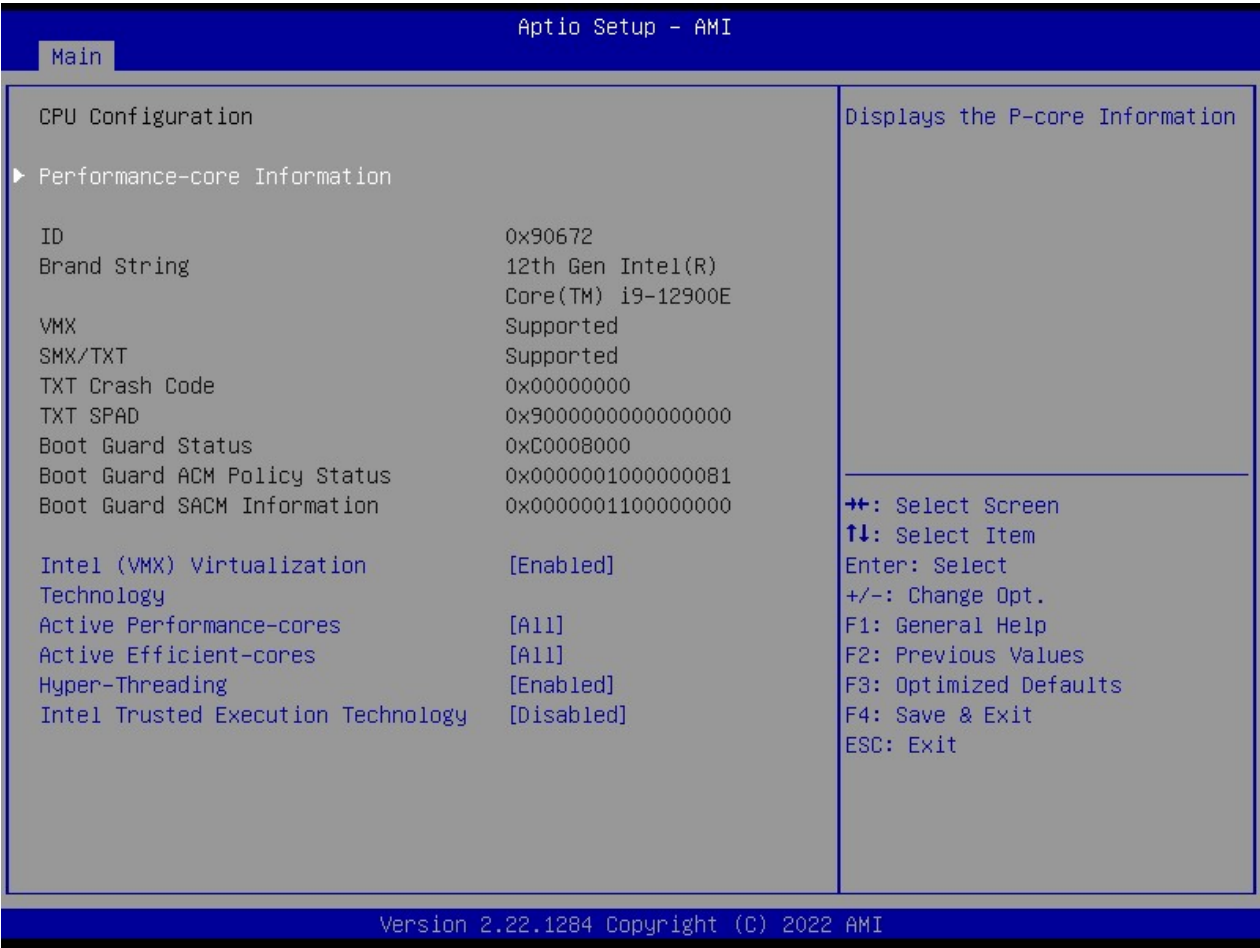 Aptio Setup - AMI
Main
CPU Configuration
Performance-core Information
ID 0x90672
Brand String 12th Gen Intel(R)
Core(TM) i9-12900E
VMX Supported
SMX/TXT Supported
TXT Crash Code 0x00000000
TXT SPAD 0x9000000000000000
Boot Guard Status 0xC0008000
Boot Guard ACM Policy Status 0x0000001000000081
Boot Guard SACM Information 0x0000001100000000
Intel (VMX) Virtualization [Enabled]
Technology
Active Performance-cores [All]
Active Efficient-cores [All]
Hyper-Threading [Enabled]
Intel Trusted Execution Technology [Disabled]
Displays the P-core Information
→←: Select Screen
↑↓: Select Item
Enter: Select
+/-: Change Opt.
F1: General Help
F2: Previous Values
F3: Optimized Defaults
F4: Save & Exit
ESC: Exit
Version 2.22.1284 Copyright (C) 2022 AMI